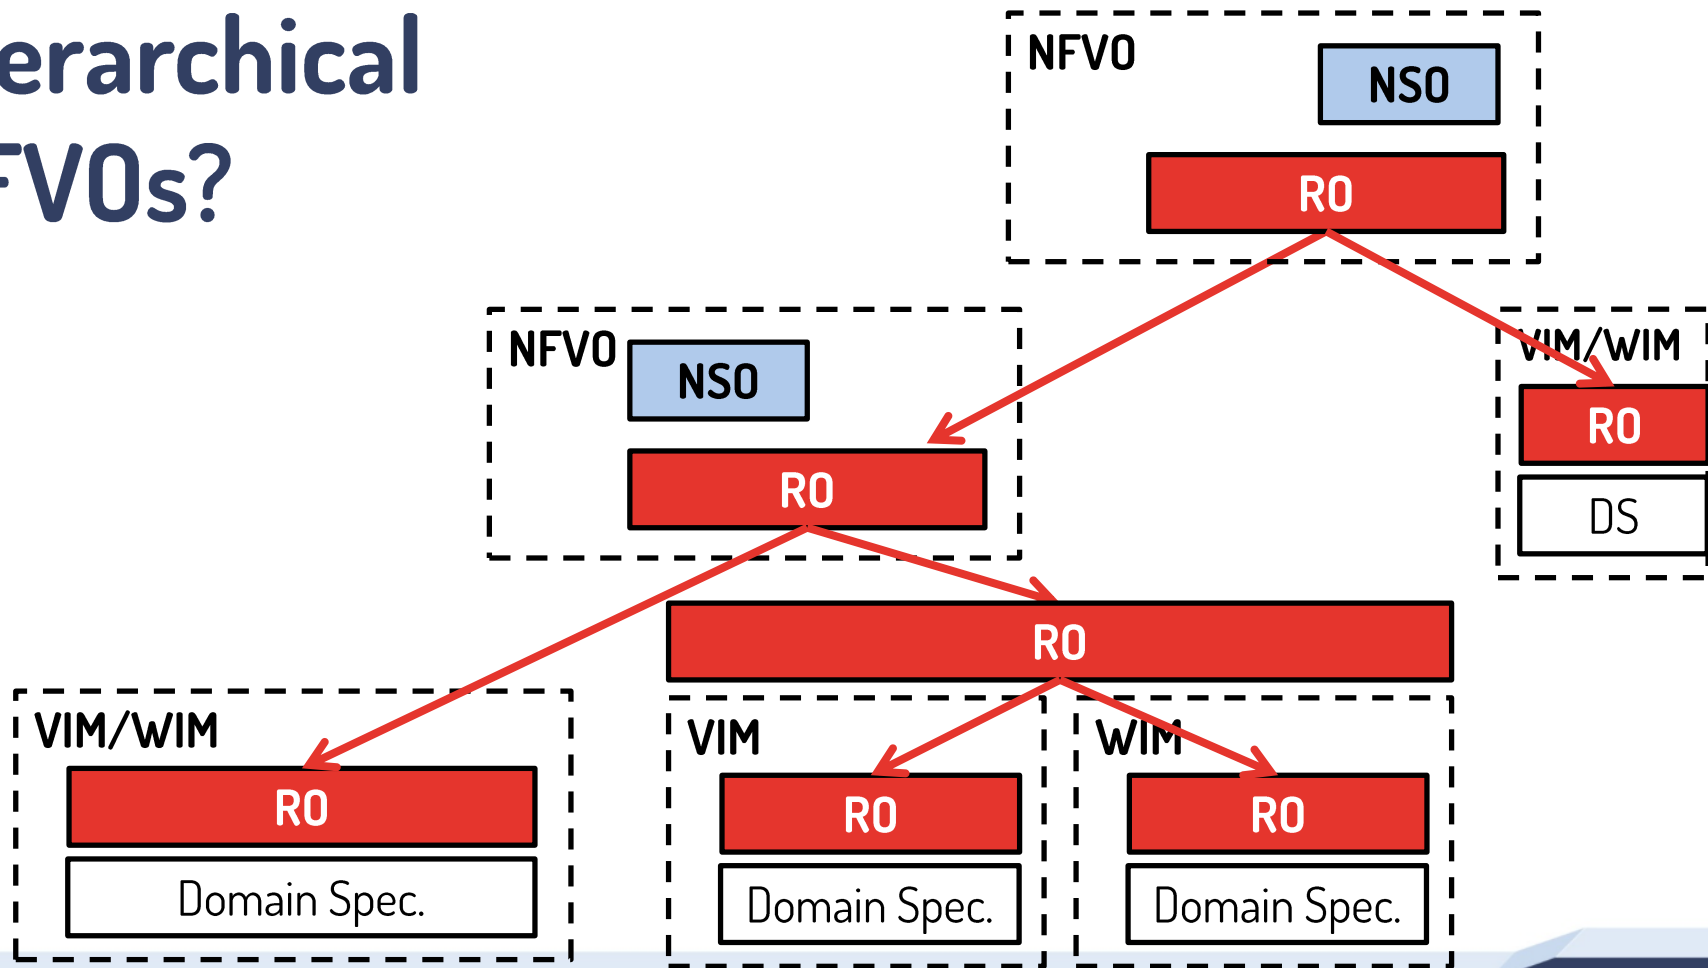 erarchical
FVOs?
NFVO
NSO
RO
NFVO
NSO
RO
VIM/WIM
RO
DS
RO
VIM/WIM
RO
Domain Spec.
VIM
RO
Domain Spec.
WIM
RO
Domain Spec.